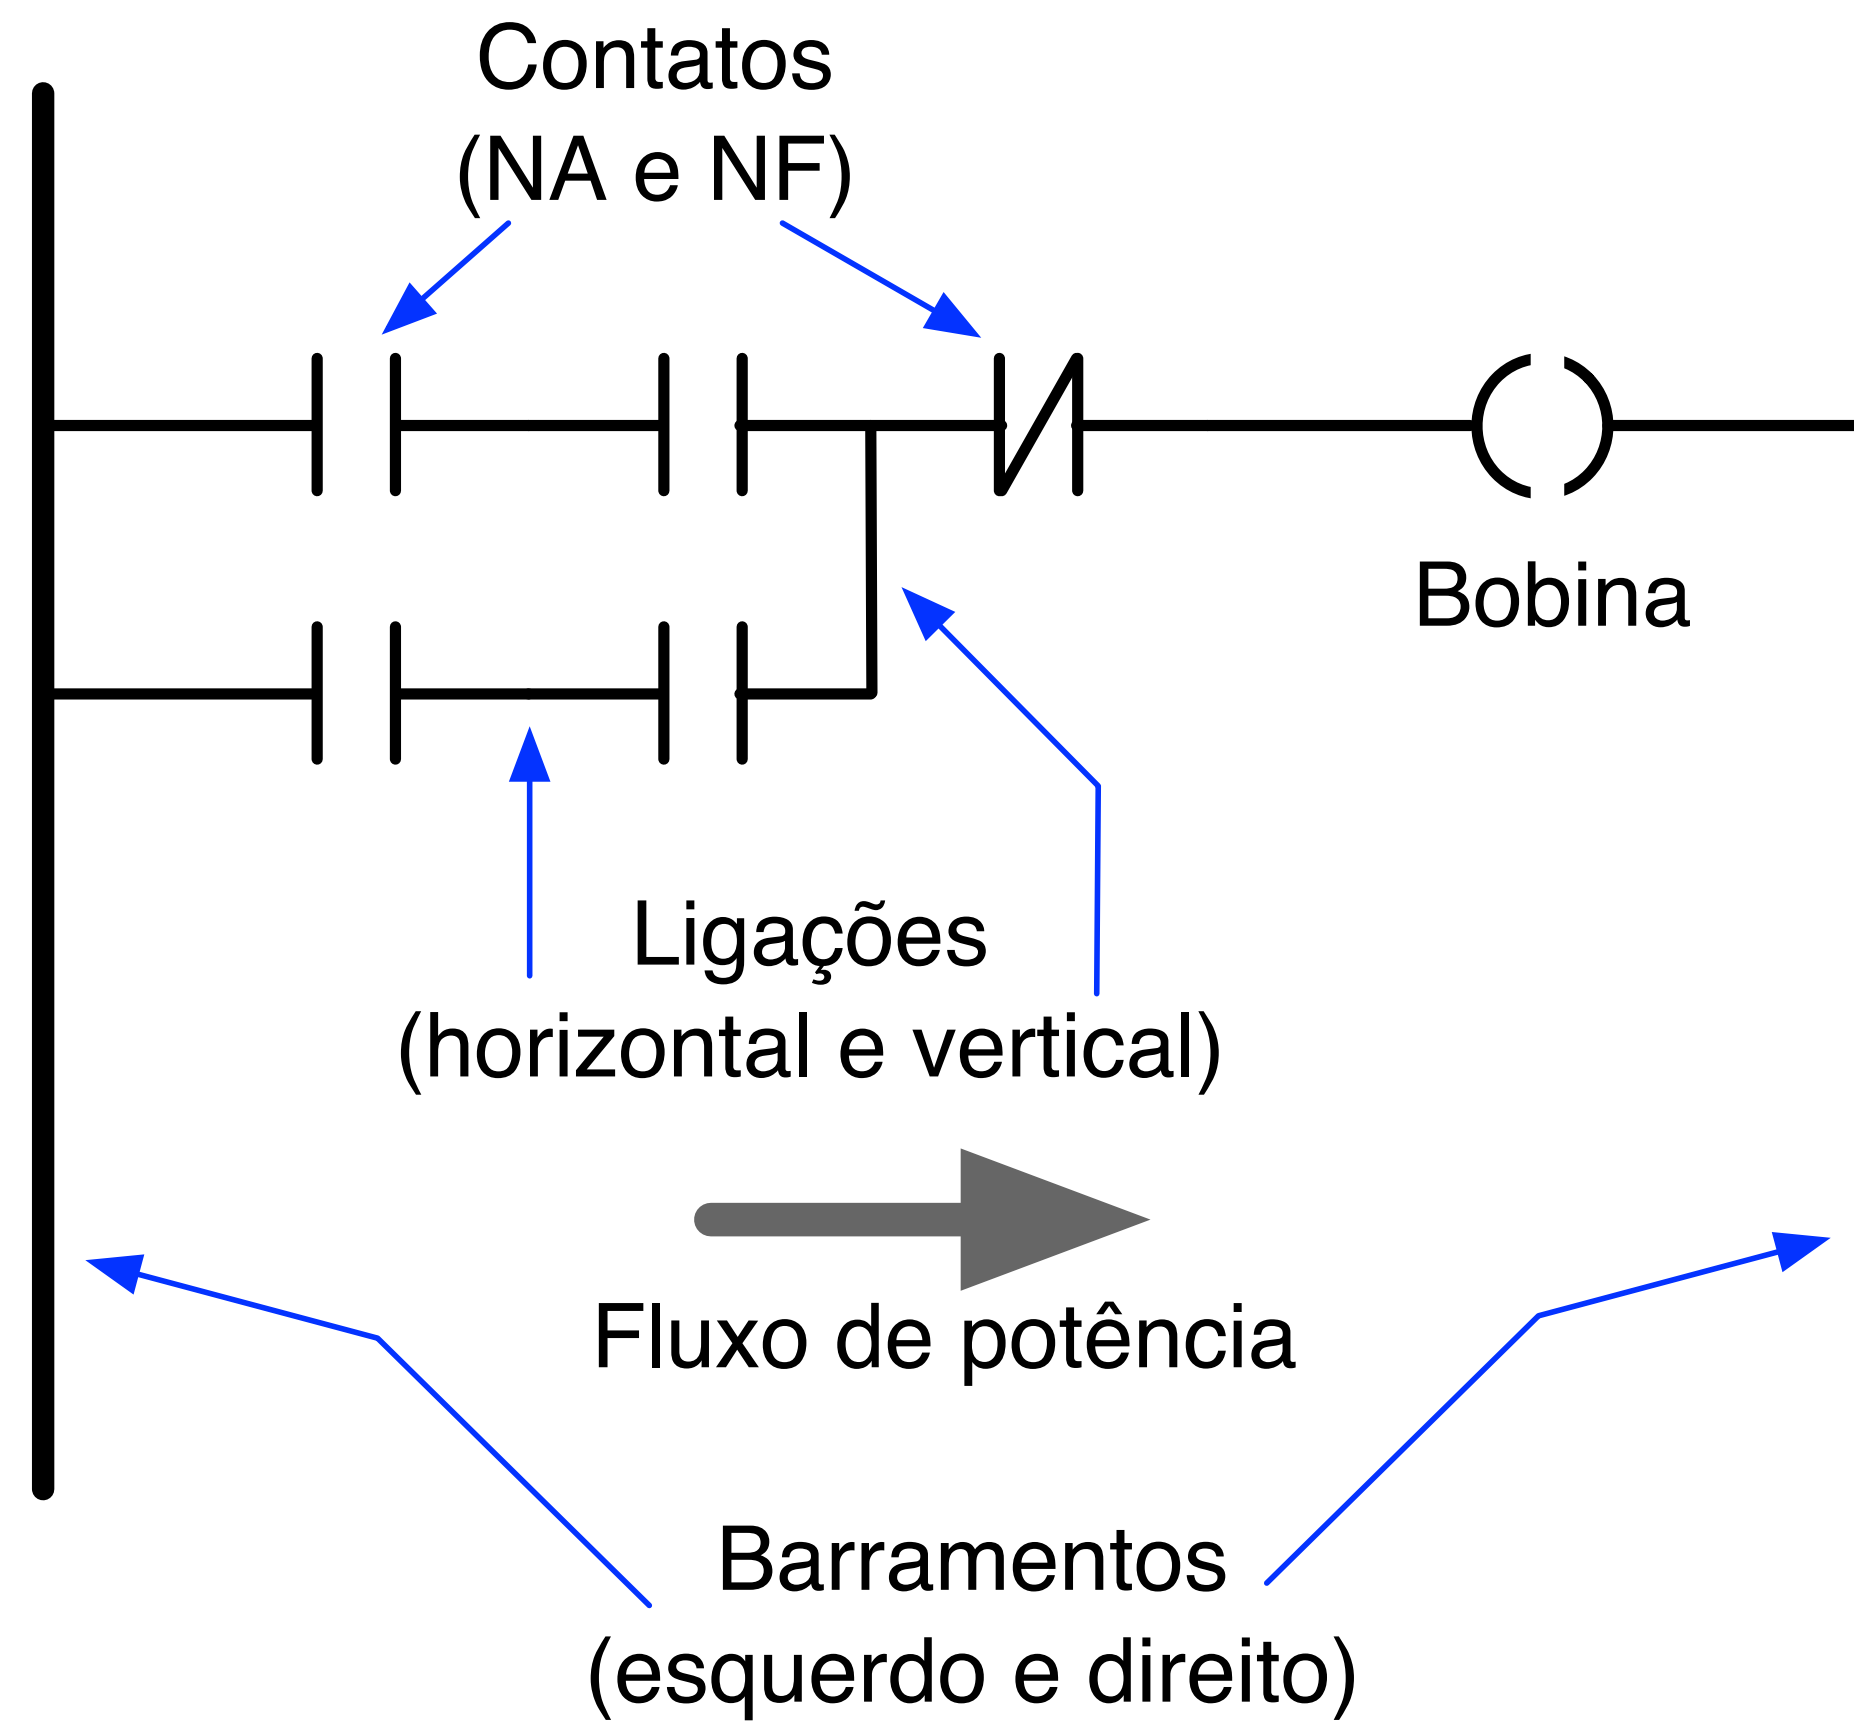 Contatos
(NA e NF)
Bobina
Ligações
(horizontal e vertical)
Fluxo de potência
Barramentos
(esquerdo e direito)